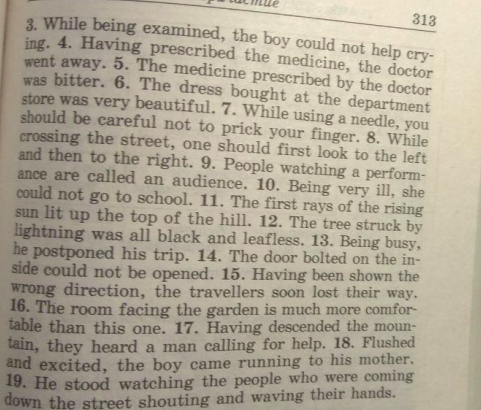 313
3. While being examined, the boy could not help cry-
ing. 4. Having prescribed the medicine, the doctor
went away. 5. The medicine prescribed by the doctor
was bitter. 6. The dress bought at the department
store was very beautiful. 7. While using a needle, you
should be careful not to prick your finger. 8. While
crossing the street, one should first look to the left
and then to the right. 9. People watching a perform-
ance are called an audience. 10. Being very ill, she
could not go to school. 11. The first rays of the rising
sun lit up the top of the hill. 12. The tree struck by
lightning was all black and leafless. 13. Being busy,
he postponed his trip. 14. The door bolted on the in-
side could not be opened. 15. Having been shown the
wrong direction, the travellers soon lost their way.
16. The room facing the garden is much more comfor-
table than this one. 17. Having descended the moun-
tain, they heard a man calling for help. 18. Flushed
and excited, the boy came running to his mother.
19. He stood watching the people who were coming
down the street shouting and waving their hands.